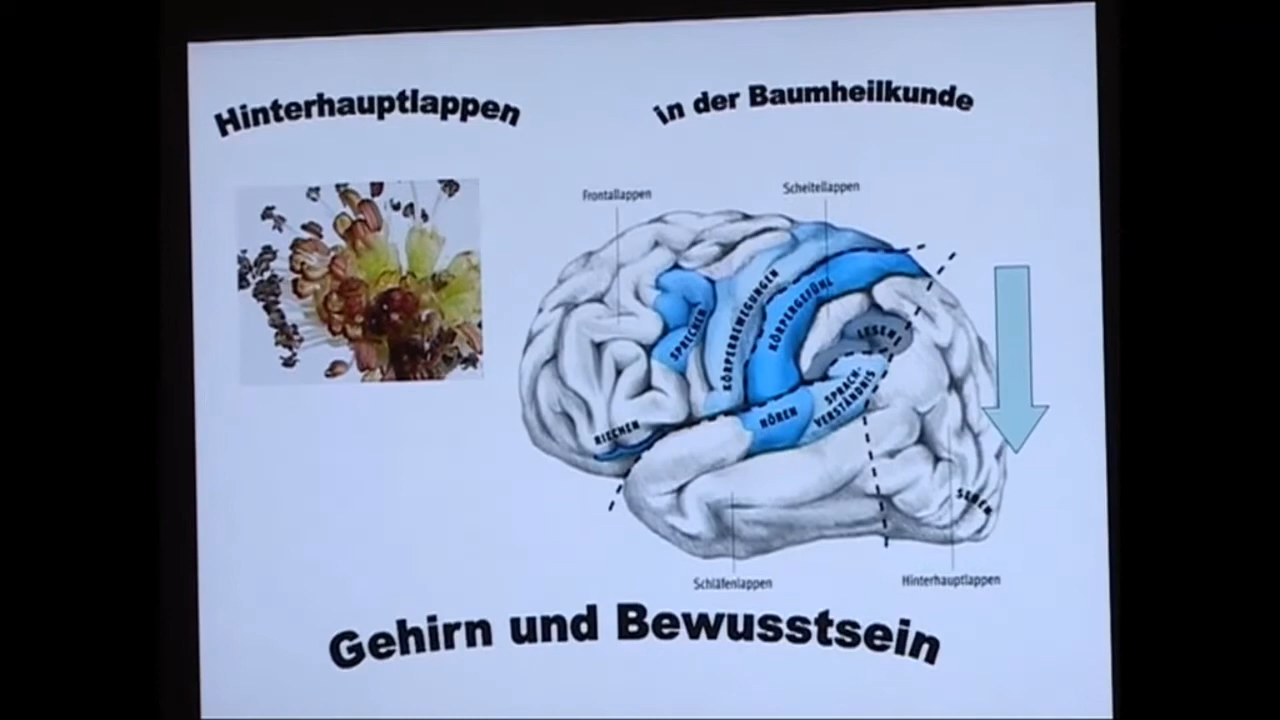 Hinterhauptlappen
in der Baumheilkunde
Frontallappen
Scheitellappen
SPRECHEN
KÖRPERBEWEGUNGEN
KÖRPERGEFÜHL
LESEN
SPRACH-
VERSTÄNDNIS
HÖREN
RIECHEN
SEHEN
Schläfenlappen
Hinterhauptlappen
Gehirn und Bewusstsein